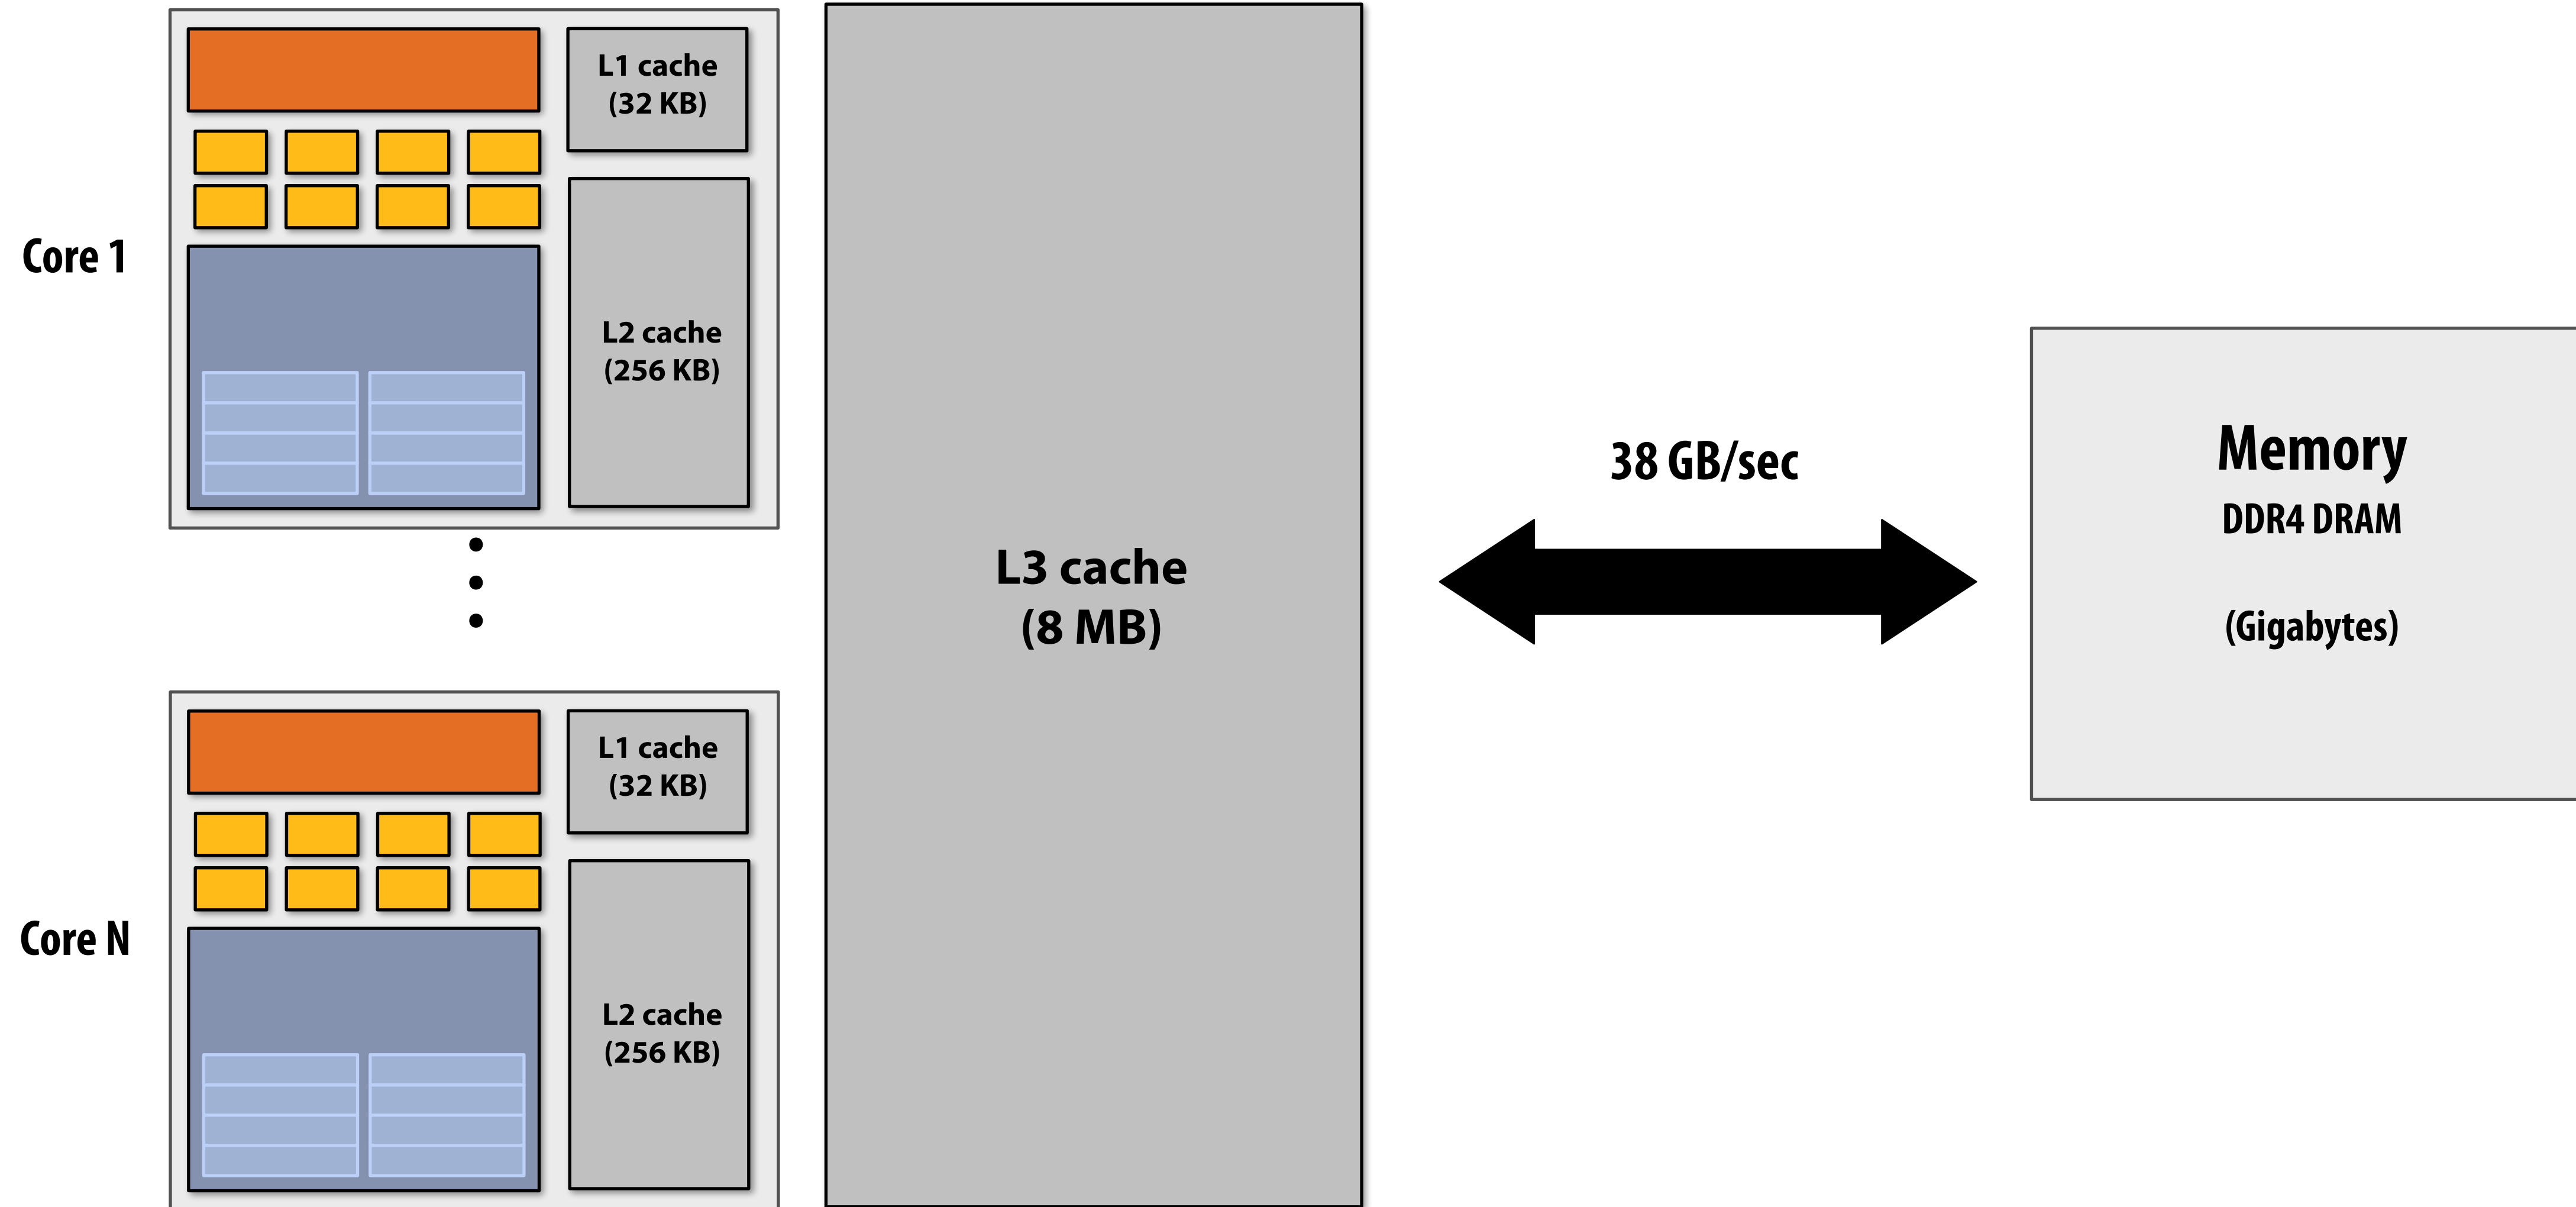 Core 1
L1 cache
(32 KB)
L2 cache
(256 KB)
Core N
L1 cache
(32 KB)
L2 cache
(256 KB)
L3 cache
(8 MB)
38 GB/sec
Memory
DDR4 DRAM
(Gigabytes)